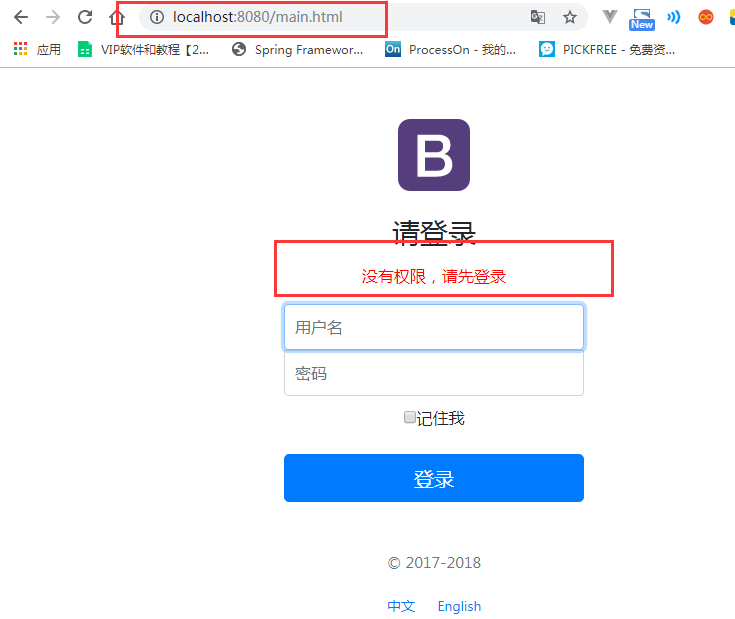 localhost:8080/main.html
New
应用 VIP软件和教程【2... Spring Framewor... On ProcessOn - 我的... PICKFREE - 免费资...
B
请登录
没有权限，请先登录
用户名
密码
记住我
登录
© 2017-2018
中文 English